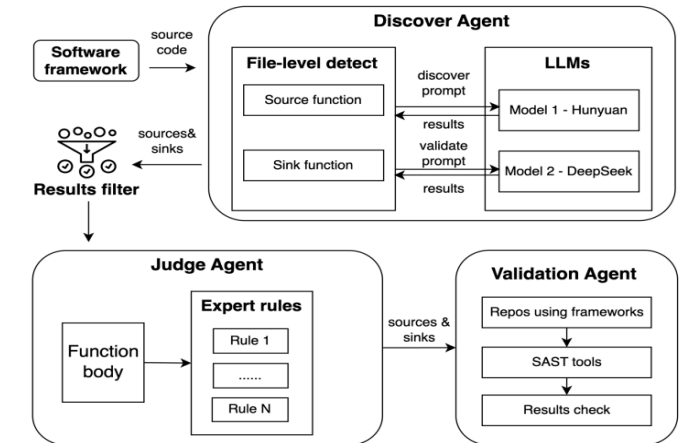 Discover Agent
source
code
Software
framework
File-level detect
Source function
Sink function
discover
prompt
results
validate
prompt
results
LLMs
Model 1 - Hunyuan
Model 2 - DeepSeek
sources&
sinks
Results filter
Judge Agent
Function
body
Expert rules
Rule 1
......
Rule N
sources &
sinks
Validation Agent
Repos using frameworks
SAST tools
Results check